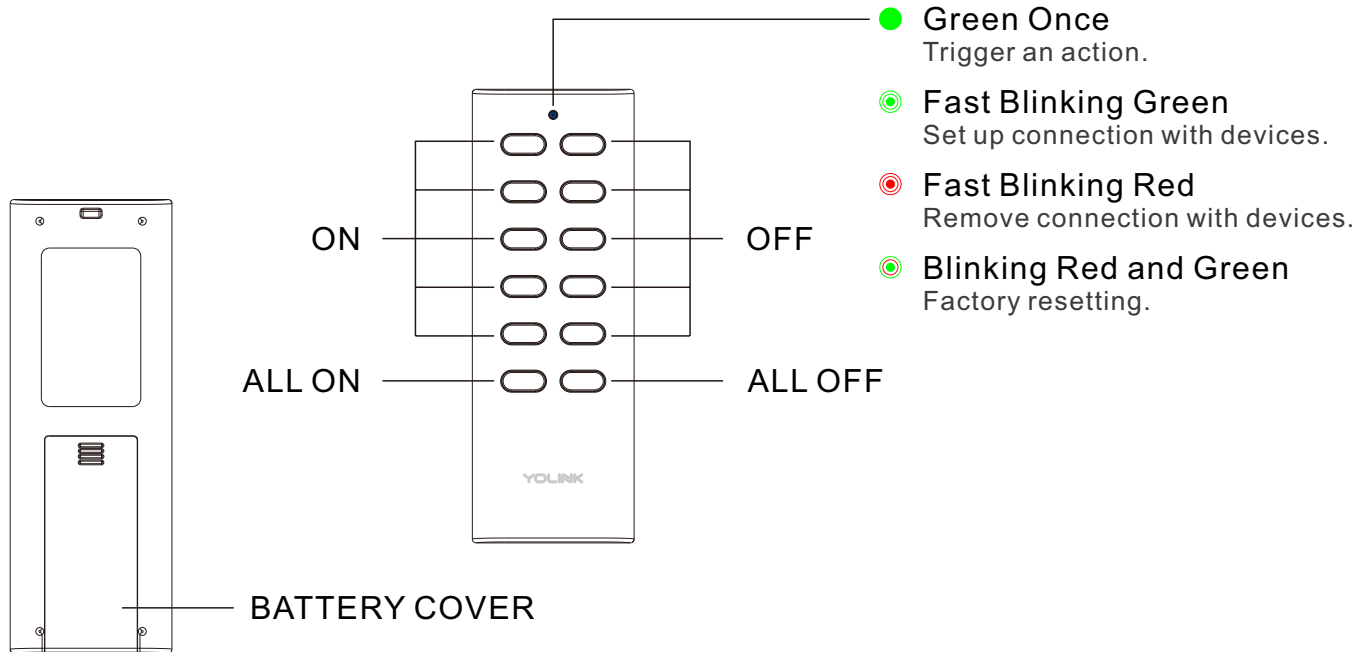 Green Once
Trigger an action.
Fast Blinking Green
Set up connection with devices.
Fast Blinking Red
Remove connection with devices.
Blinking Red and Green
Factory resetting.
ON
OFF
ALL ON
ALL OFF
YOLINK
BATTERY COVER